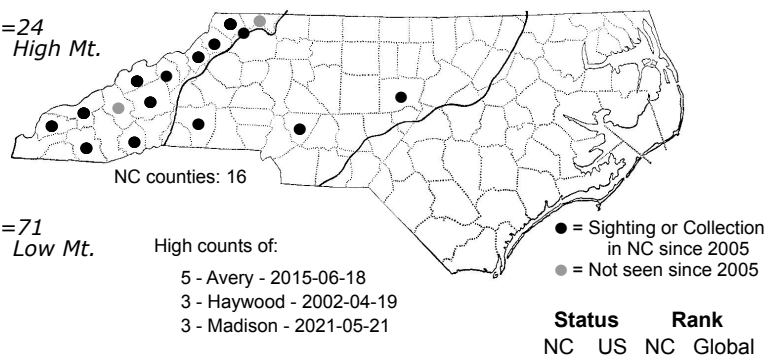 =24
High Mt.
NC counties: 16
=71
Low Mt.
High counts of:
5 - Avery - 2015-06-18
3 - Haywood - 2002-04-19
3 - Madison - 2021-05-21
= Sighting or Collection
in NC since 2005
= Not seen since 2005
Status Rank
NC US NC Global